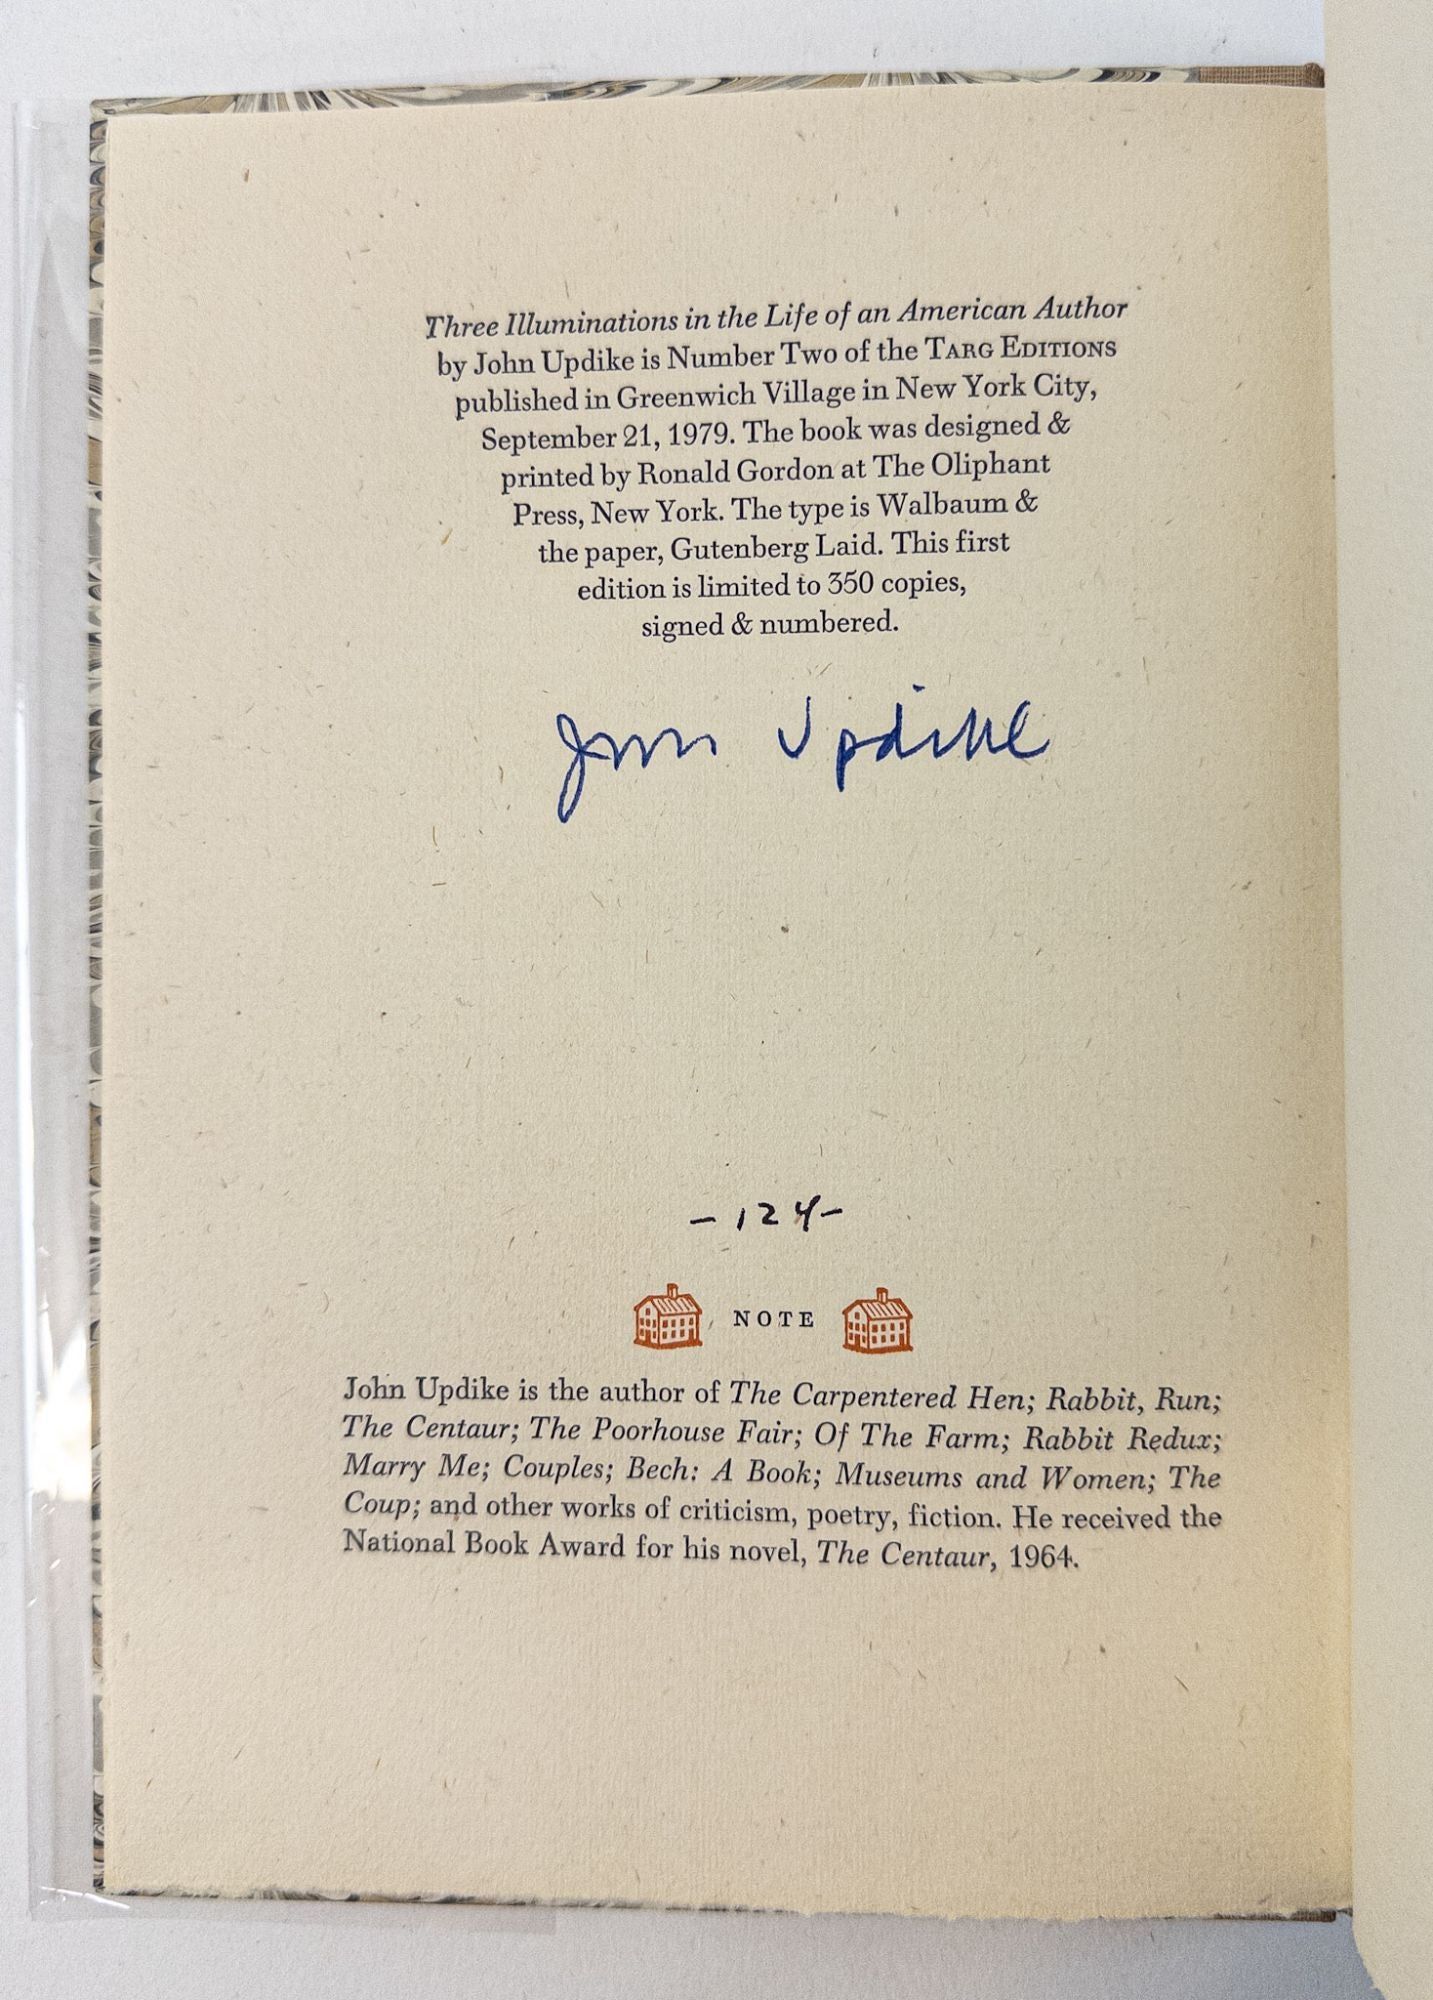 Three Illuminations in the Life of an American Author
by John Updike is Number Two of the TARG EDITIONS
published in Greenwich Village in New York City,
September 21, 1979. The book was designed &
printed by Ronald Gordon at The Oliphant
Press, New York. The type is Walbaum &
the paper, Gutenberg Laid. This first
edition is limited to 350 copies,
signed & numbered.
John Updike
-124-
NOTE
John Updike is the author of The Carpentered Hen; Rabbit, Run;
The Centaur; The Poorhouse Fair; Of The Farm; Rabbit Redux;
Marry Me; Couples; Bech: A Book; Museums and Women; The
Coup; and other works of criticism, poetry, fiction. He received the
National Book Award for his novel, The Centaur, 1964.